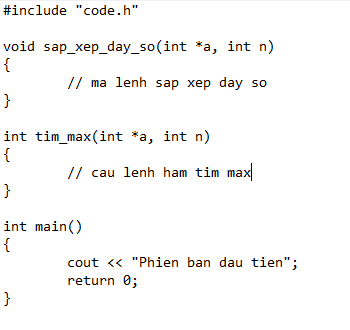 #include "code.h"
void sap_xep_day_so(int *a, int n)
{
// ma lenh sap xep day so
}
int tim_max(int *a, int n)
{
// cau lenh ham tim max
}
int main()
{
cout << "Phien ban dau tien";
return 0;
}